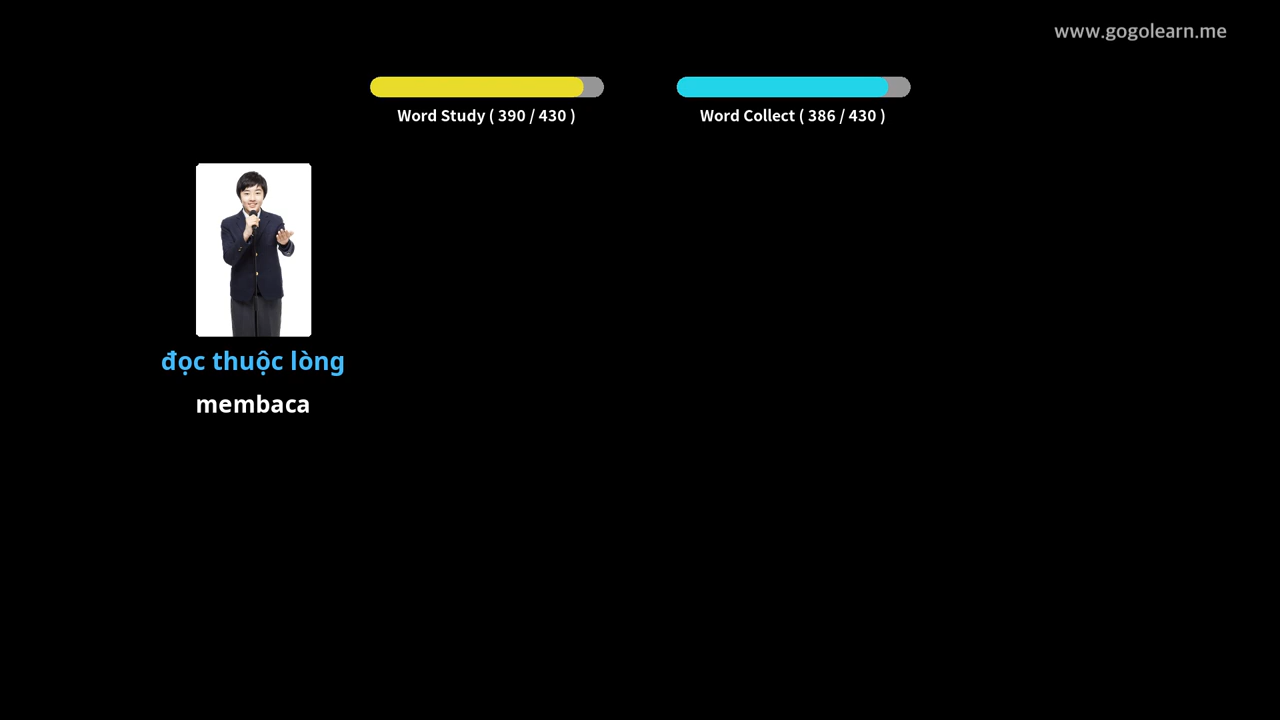 www.gogolearn.me
Word Study ( 390 / 430 )
Word Collect ( 386 / 430 )
đọc thuộc lòng
membaca